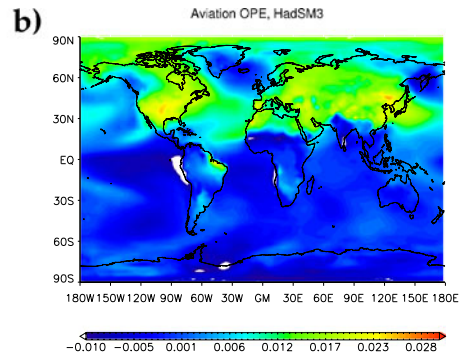 b)
Aviation OPE, HadSM3
90N
60N
30N
EQ
30S
60S
90S
180W 150W 120W 90W 60W 30W GM 30E 60E 90E 120E 150E 180E
-0.010 -0.005 0.001 0.006 0.012 0.017 0.023 0.028